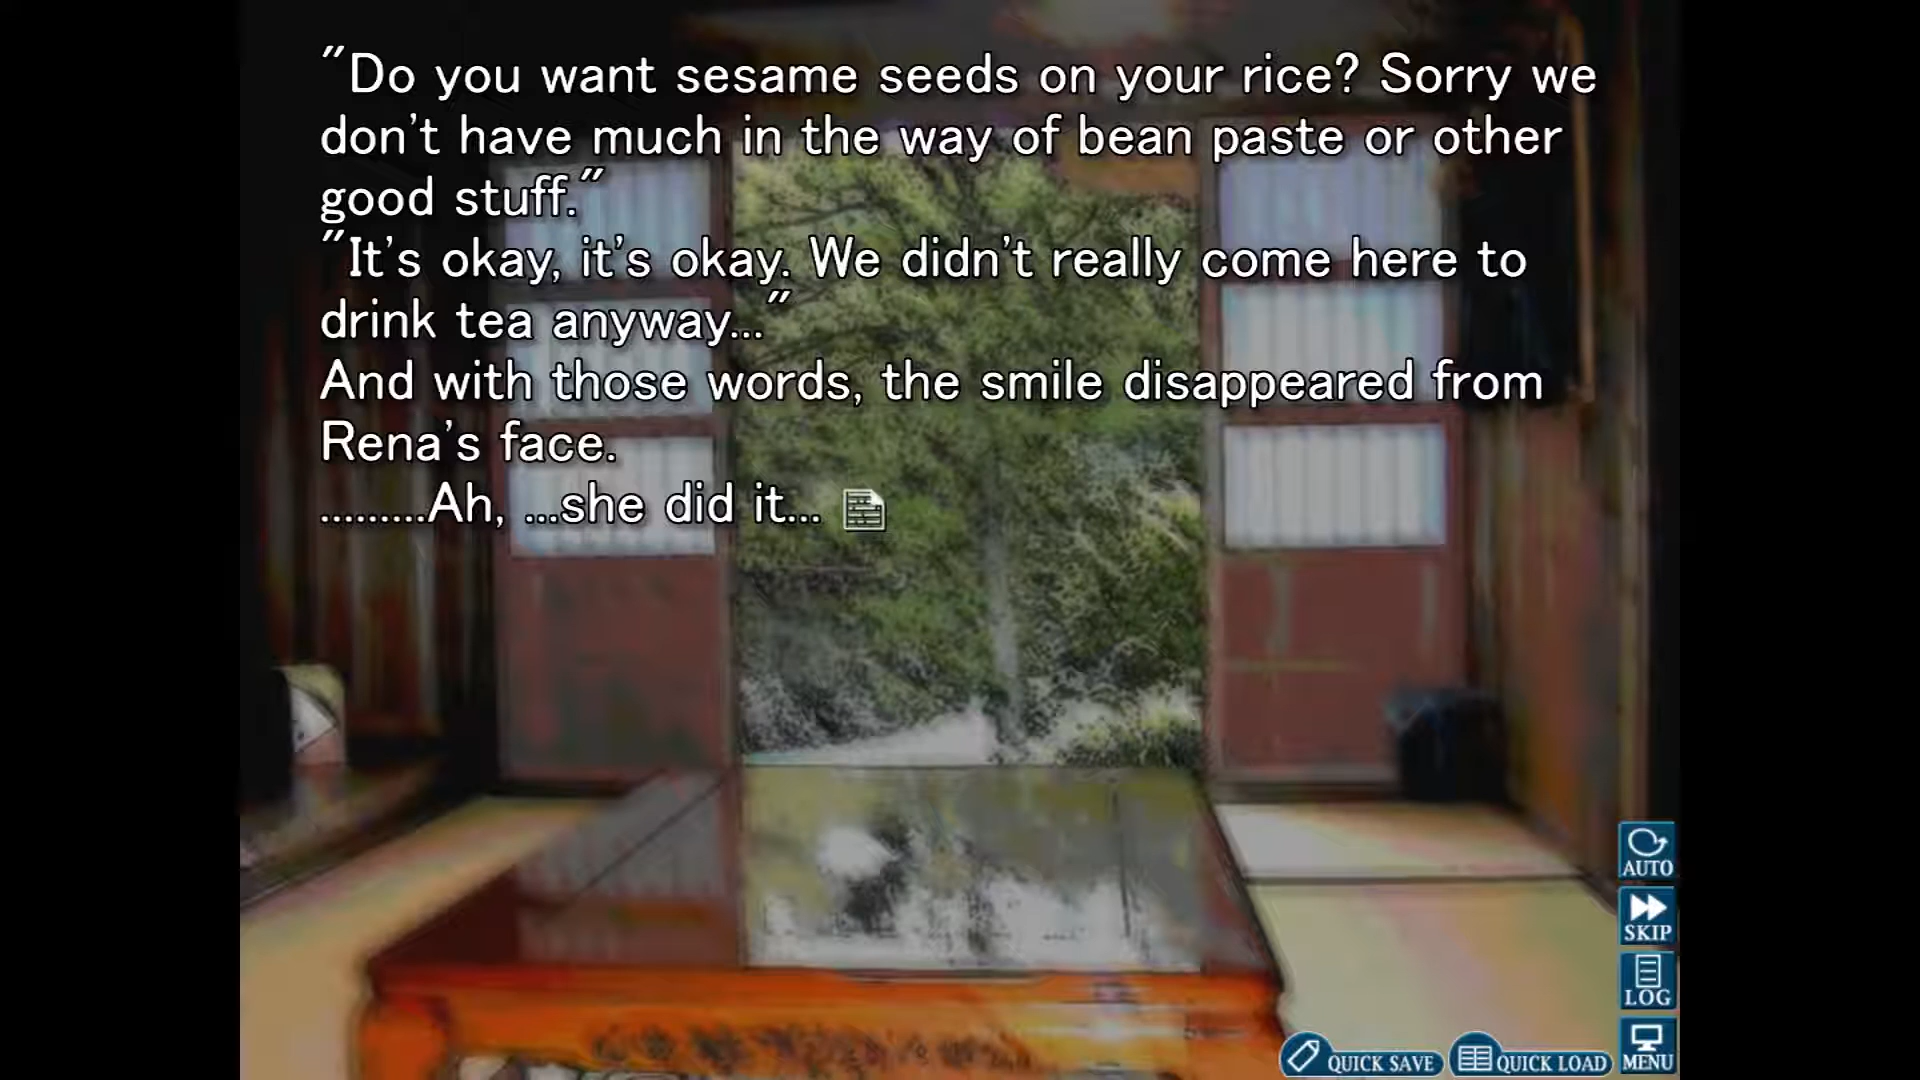 "Do you want sesame seeds on your rice? Sorry we
don't have much in the way of bean paste or other
good stuff."
"It's okay, it's okay. We didn't really come here to
drink tea anyway..."
And with those words, the smile disappeared from
Rena's face.
.........Ah, ...she did it...
AUTO
SKIP
LOG
QUICK SAVE
QUICK LOAD
MENU